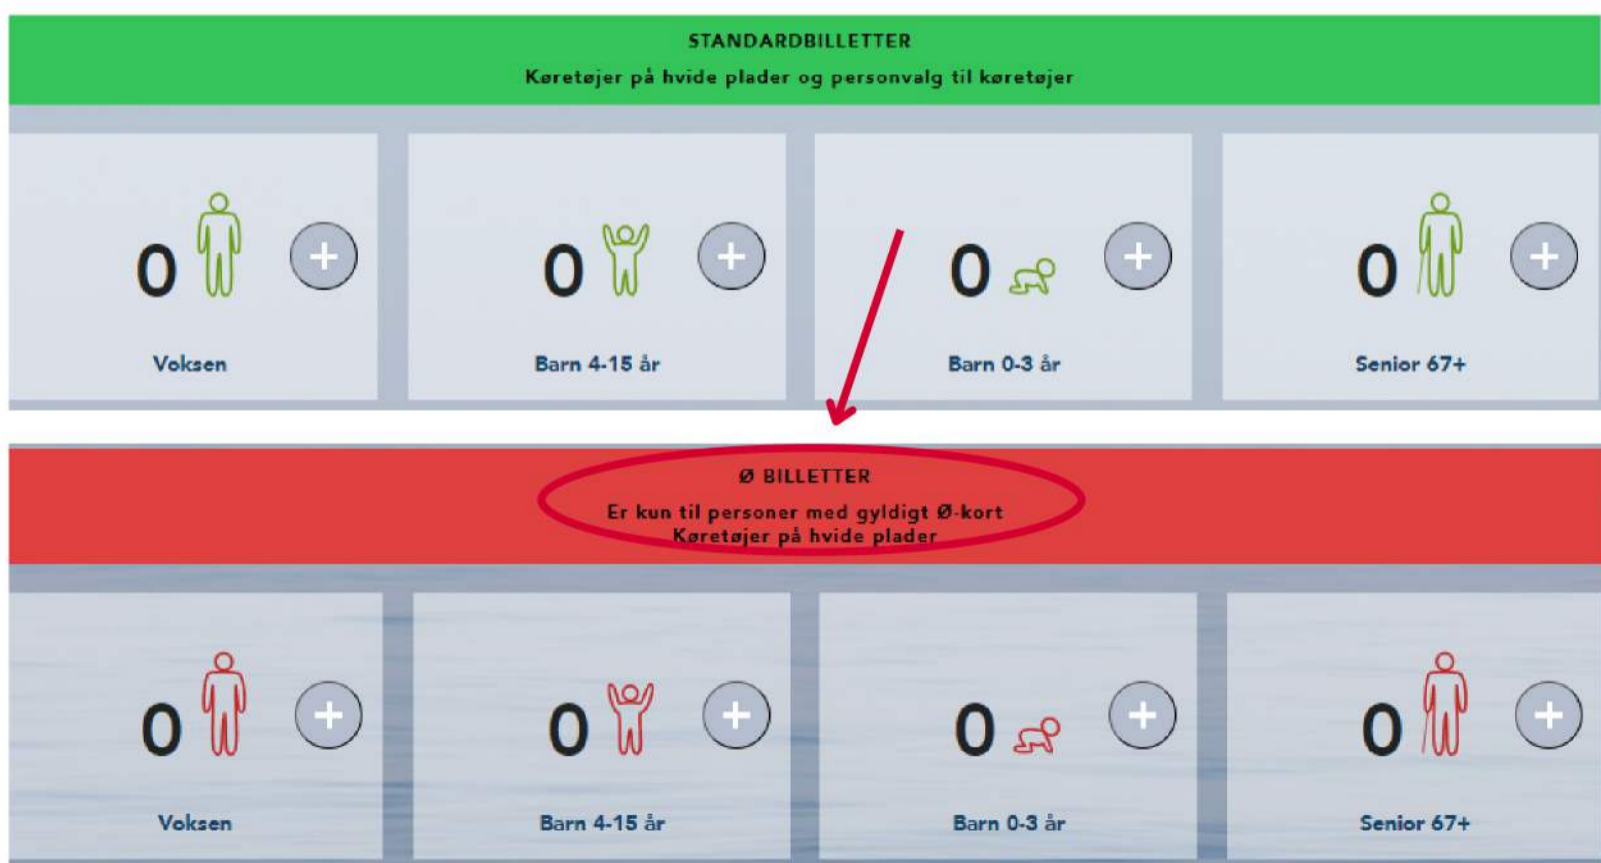 STANDARDBILLETTER
Køretøjer på hvide plader og personvalg til køretøjer
0 +
0 +
0 +
0 +
Voksen
Barn 4-15 år
Barn 0-3 år
Senior 67+
Ø BILLETTER
Er kun til personer med gyldigt Ø-kort
Køretøjer på hvide plader
0 +
0 +
0 +
0 +
Voksen
Barn 4-15 år
Barn 0-3 år
Senior 67+